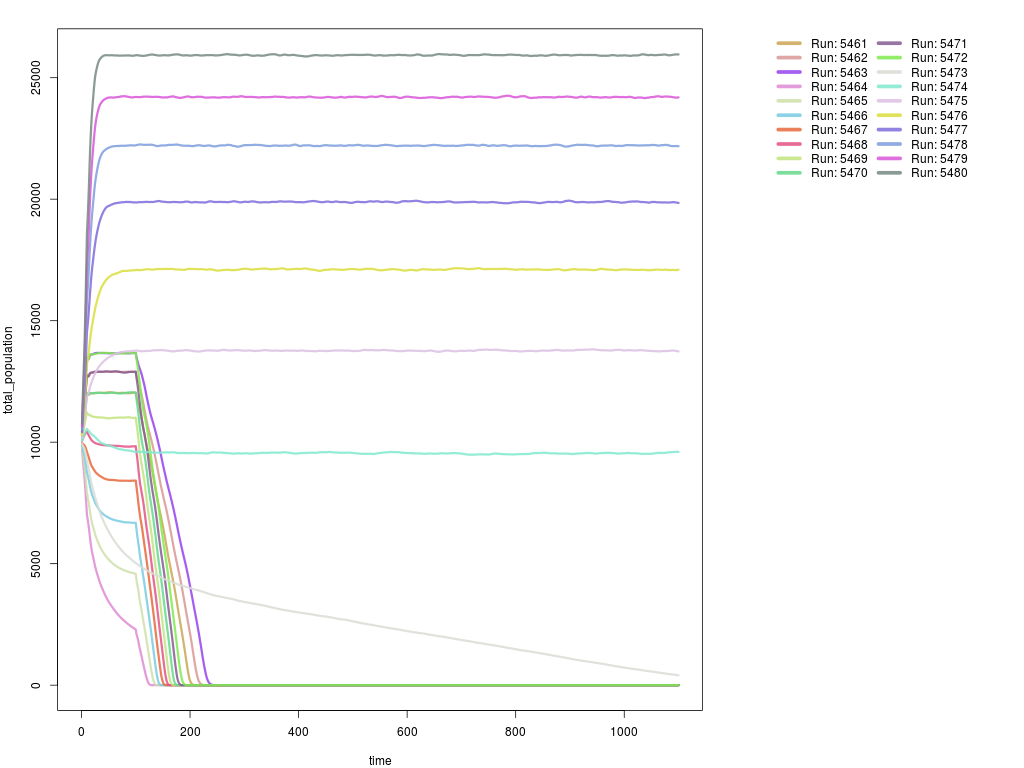 Run: 5461
Run: 5462
Run: 5463
Run: 5464
Run: 5465
Run: 5466
Run: 5467
Run: 5468
Run: 5469
Run: 5470
Run: 5471
Run: 5472
Run: 5473
Run: 5474
Run: 5475
Run: 5476
Run: 5477
Run: 5478
Run: 5479
Run: 5480
total_population
25000
20000
15000
10000
5000
0
0 200 400 600 800 1000
time